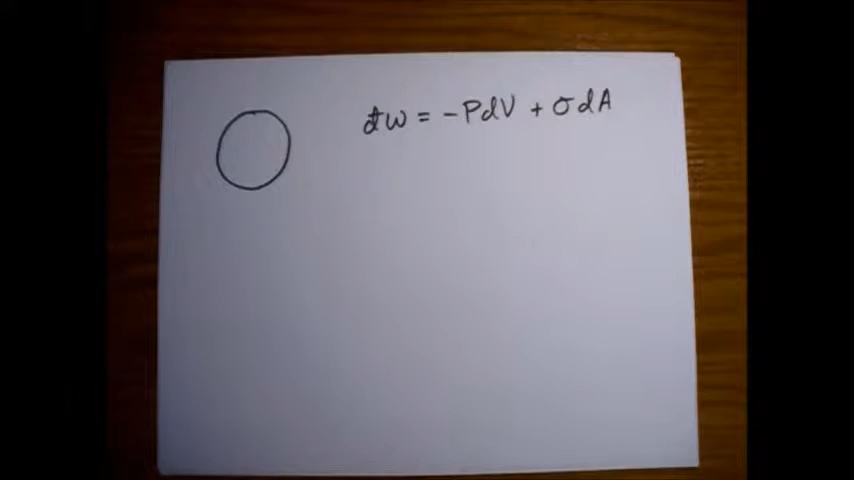 đW = -PdV + σdA